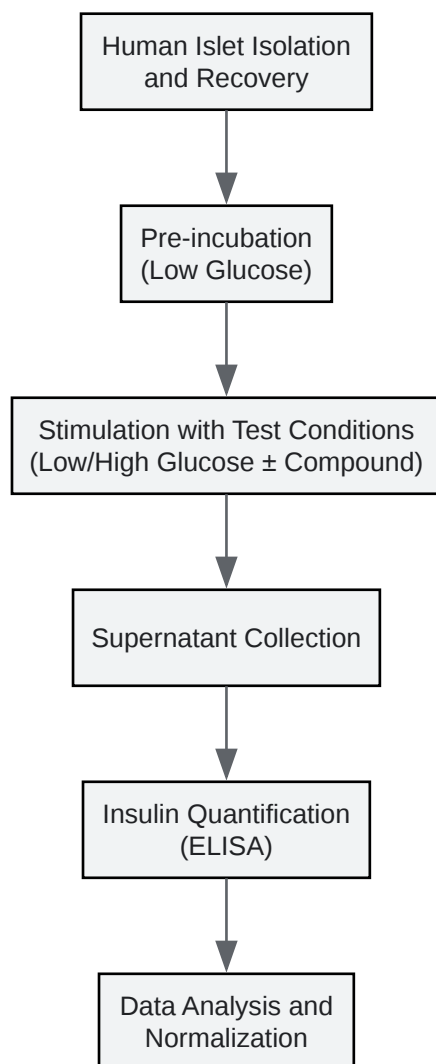 Human Islet Isolation
and Recovery
Pre-incubation
(Low Glucose)
Stimulation with Test Conditions
(Low/High Glucose ± Compound)
Supernatant Collection
Insulin Quantification
(ELISA)
Data Analysis and
Normalization